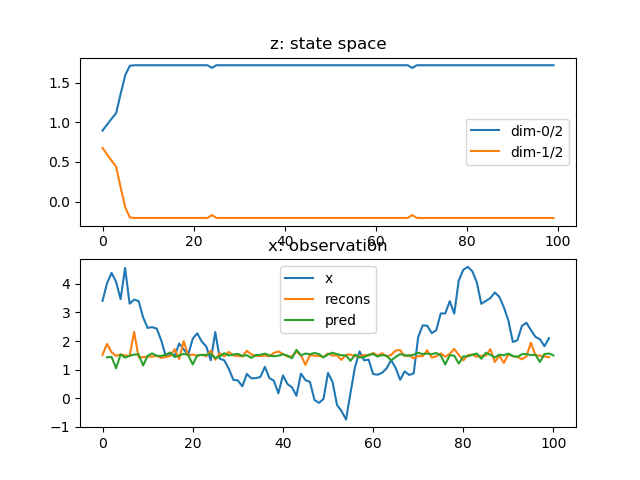 z: state space
1.5
1.0
0.5
0.0
dim-0/2
dim-1/2
0 20 40 60 80 100
x: observation
4
3
2
1
0
−1
x
recons
pred
0 20 40 60 80 100